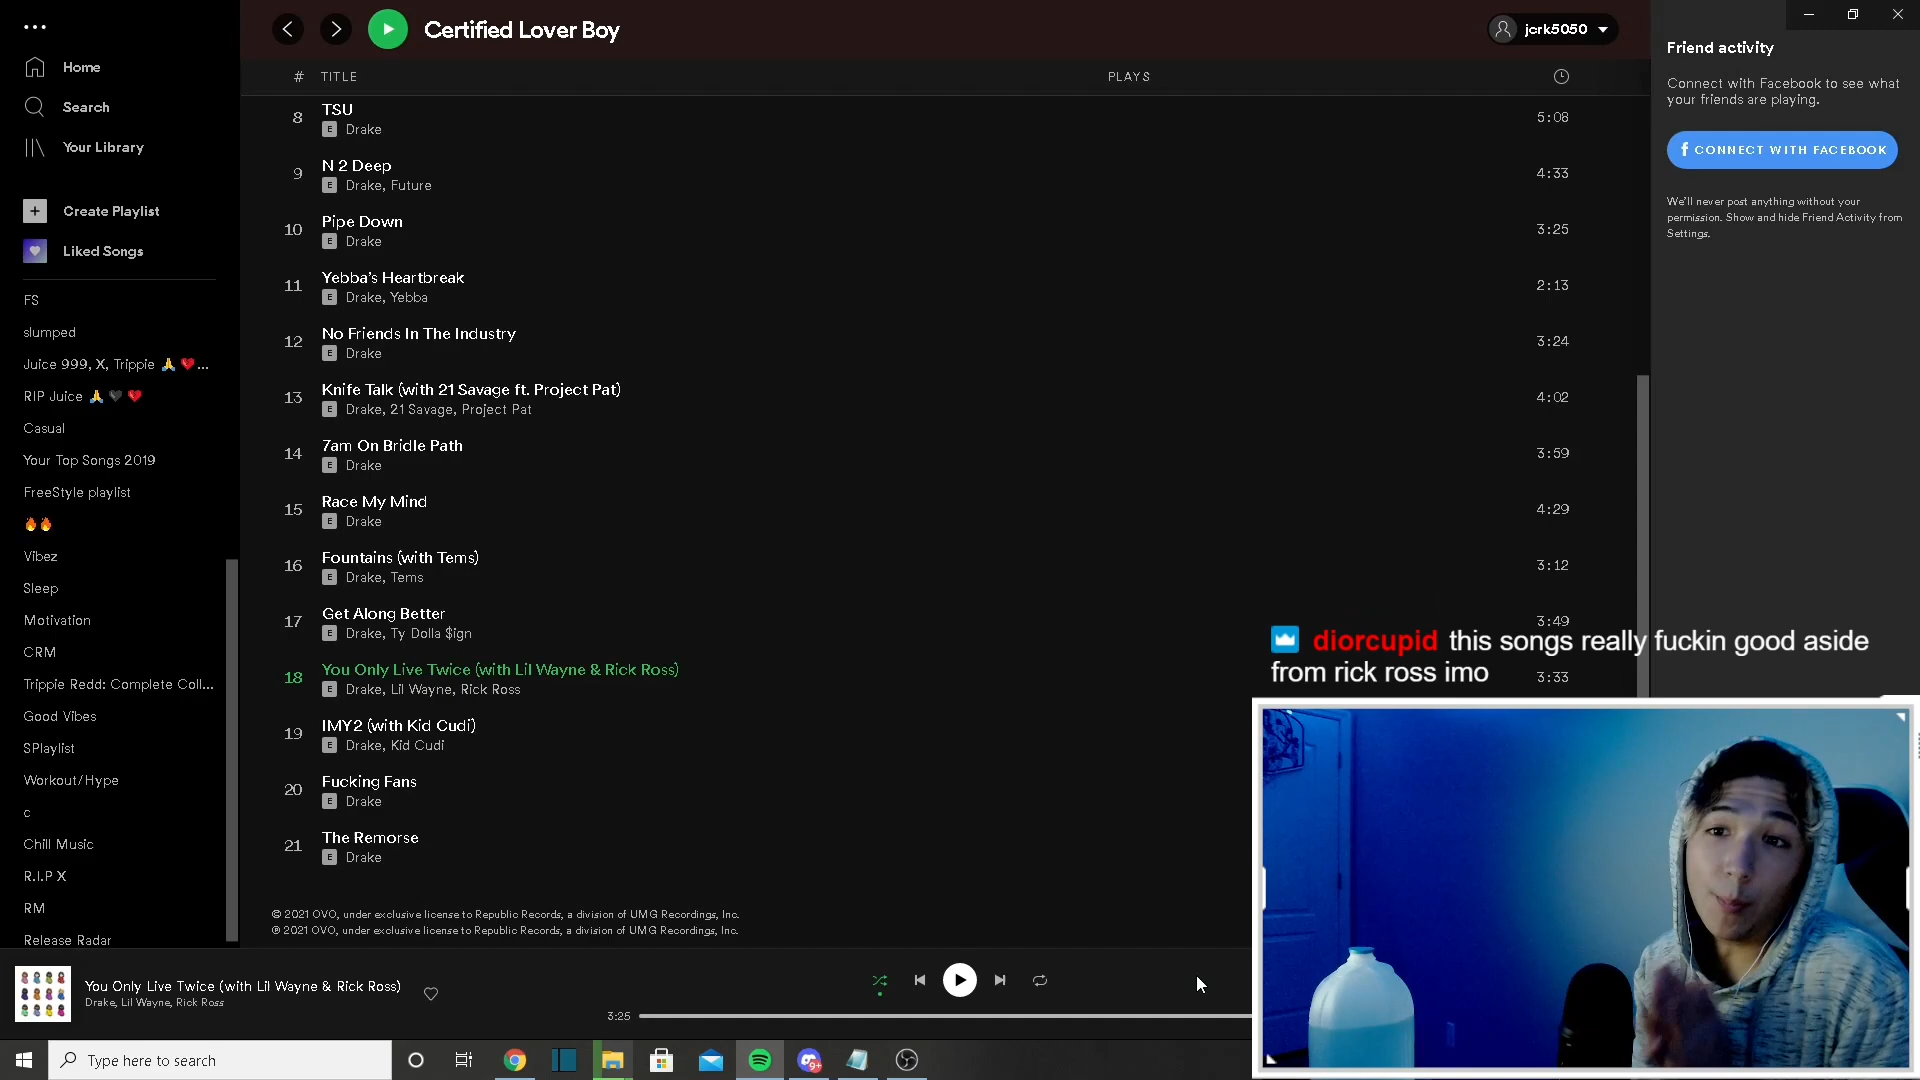 Home
Search
Your Library
Create Playlist
Liked Songs
FS
slumped
Juice 999, X, Trippie 🙏 ❤️...
RIP Juice 🙏 🖤 ❤️
Casual
Your Top Songs 2019
FreeStyle playlist
🔥🔥
Vibez
Sleep
Motivation
CRM
Trippie Redd: Complete Coll...
Good Vibes
SPlaylist
Workout/Hype
c
Chill Music
R.I.P X
RM
Release Radar
Certified Lover Boy
jcrk5050
# TITLE PLAYS
8 TSU 5:08
E Drake
9 N 2 Deep 4:33
E Drake, Future
10 Pipe Down 3:25
E Drake
11 Yebba's Heartbreak 2:13
E Drake, Yebba
12 No Friends In The Industry 3:24
E Drake
13 Knife Talk (with 21 Savage ft. Project Pat) 4:02
E Drake, 21 Savage, Project Pat
14 7am On Bridle Path 3:59
E Drake
15 Race My Mind 4:29
E Drake
16 Fountains (with Tems) 3:12
E Drake, Tems
17 Get Along Better 3:49
E Drake, Ty Dolla $ign
18 You Only Live Twice (with Lil Wayne & Rick Ross) 3:33
E Drake, Lil Wayne, Rick Ross
19 IMY2 (with Kid Cudi)
E Drake, Kid Cudi
20 Fucking Fans
E Drake
21 The Remorse
E Drake
© 2021 OVO, under exclusive license to Republic Records, a division of UMG Recordings, Inc.
℗ 2021 OVO, under exclusive license to Republic Records, a division of UMG Recordings, Inc.
Friend activity
Connect with Facebook to see what
your friends are playing.
f CONNECT WITH FACEBOOK
We'll never post anything without your
permission. Show and hide Friend Activity from
Settings.
diorcupid this songs really fuckin good aside
from rick ross imo
You Only Live Twice (with Lil Wayne & Rick Ross)
Drake, Lil Wayne, Rick Ross
3:25
Type here to search
9+